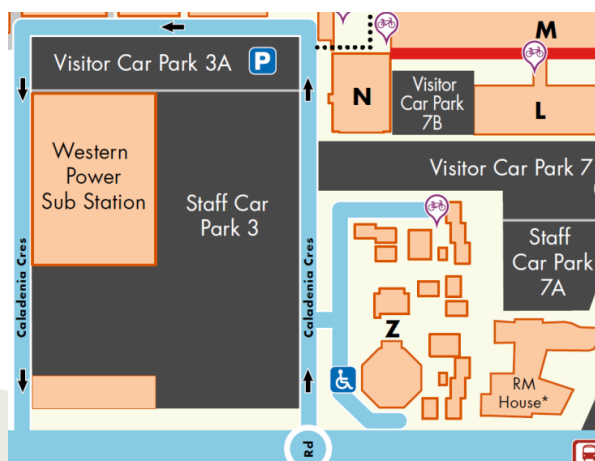 M
Visitor Car Park 3A
P
Visitor
Car Park
7B
N
L
Western
Power
Sub Station
Visitor Car Park 7
Staff Car
Park 3
Staff
Car Park
7A
Caladenia Cres
Caladenia Cres
Z
RM
House*
Rd